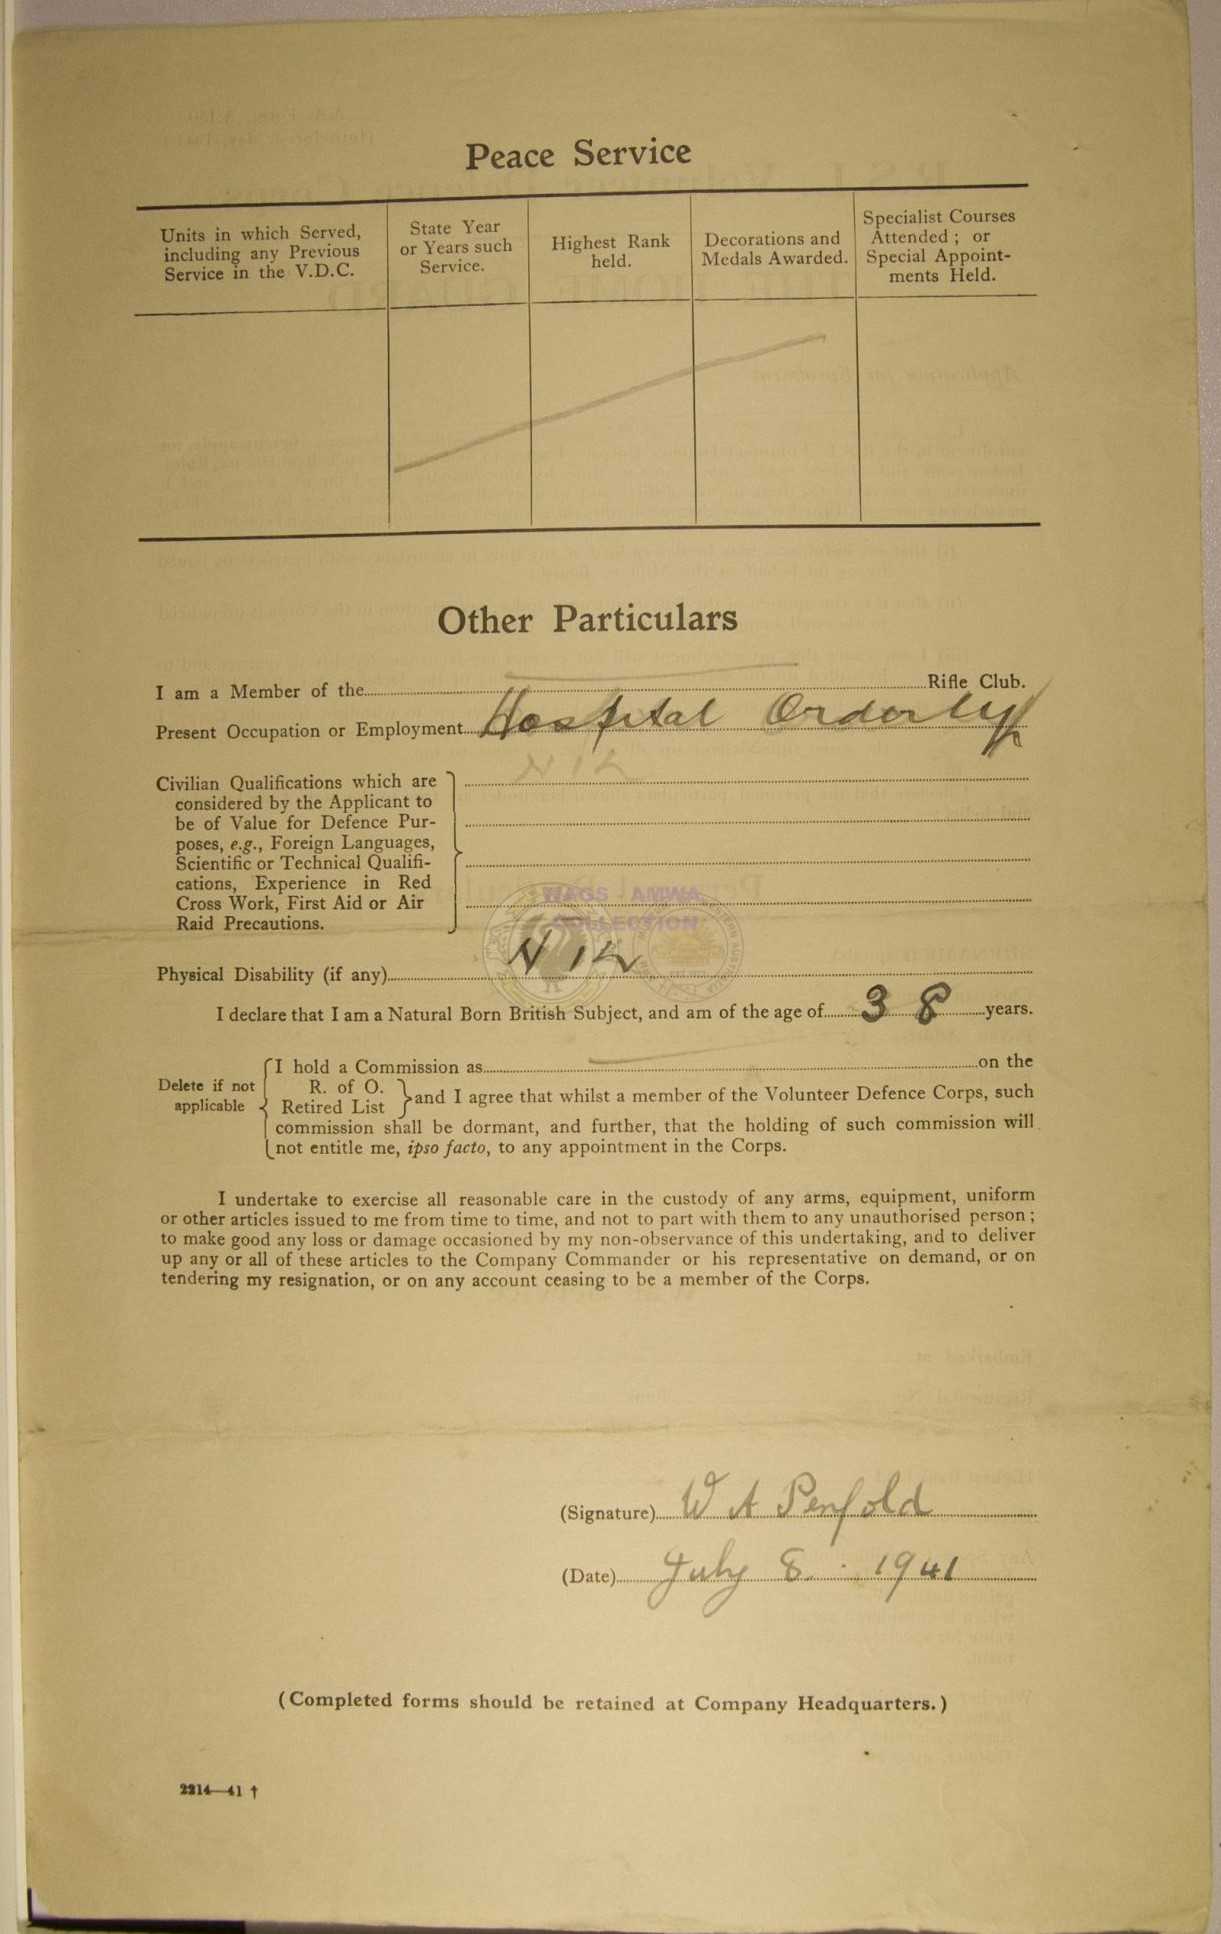 Peace Service
Units in which Served, including any Previous Service in the V.D.C.
State Year or Years such Service.
Highest Rank held.
Decorations and Medals Awarded.
Specialist Courses Attended; or Special Appoint-ments Held.
Other Particulars
I am a Member of the Rifle Club.
Present Occupation or Employment Hospital Orderly
Civilian Qualifications which are
considered by the Applicant to
be of Value for Defence Pur-
poses, e.g., Foreign Languages,
Scientific or Technical Qualifi-
cations, Experience in Red
Cross Work, First Aid or Air
Raid Precautions.
NIL
WAGS - AMWA
COLLECTION
Physical Disability (if any) NIL
I declare that I am a Natural Born British Subject, and am of the age of 38 years.
Delete if not
applicable
I hold a Commission as on the
R. of O.
Retired List
and I agree that whilst a member of the Volunteer Defence Corps, such
commission shall be dormant, and further, that the holding of such commission will
not entitle me, ipso facto, to any appointment in the Corps.
I undertake to exercise all reasonable care in the custody of any arms, equipment, uniform
or other articles issued to me from time to time, and not to part with them to any unauthorised person;
to make good any loss or damage occasioned by my non-observance of this undertaking, and to deliver
up any or all of these articles to the Company Commander or his representative on demand, or on
tendering my resignation, or on any account ceasing to be a member of the Corps.
(Signature) W A Penfold
(Date) July 8. 1941
(Completed forms should be retained at Company Headquarters.)
2214—41 †